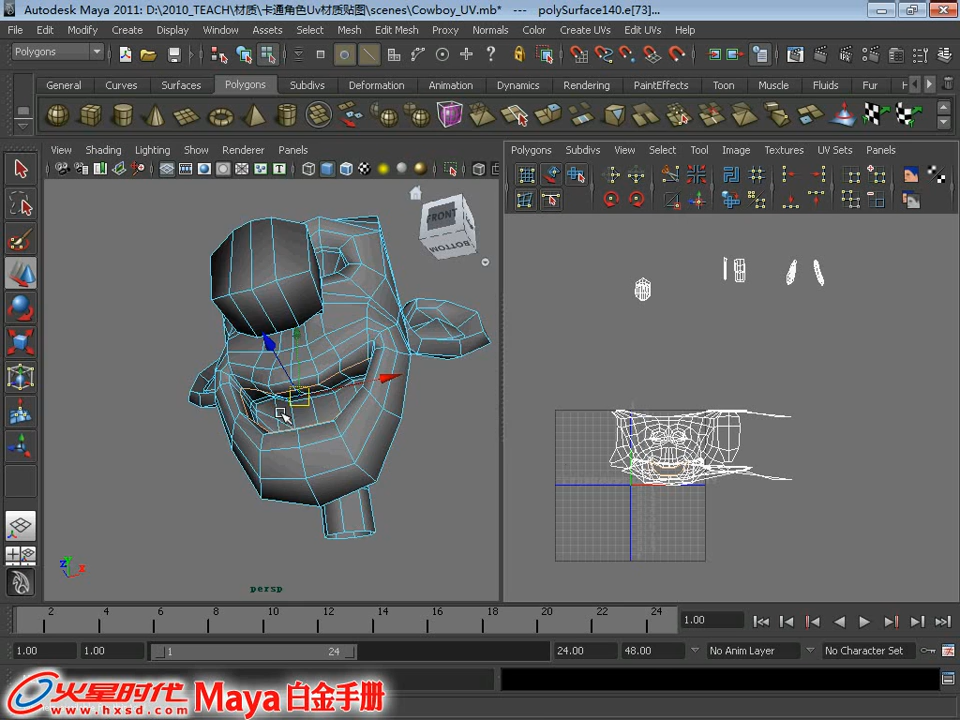 Autodesk Maya 2011: D:\2010_TEACH\材质\卡通角色Uv材质贴图\scenes\Cowboy_UV.mb* --- polySurface140.e[73]...
File Edit Modify Create Display Window Assets Select Mesh Edit Mesh Proxy Normals Color Create UVs Edit UVs Help
Polygons
General Curves Surfaces Polygons Subdivs Deformation Animation Dynamics Rendering PaintEffects Toon Muscle Fluids Fur
View Shading Lighting Show Renderer Panels
Polygons Subdivs View Select Tool Image Textures UV Sets Panels
FRONT
BOTTOM
Z
X
persp
2 4 6 8 10 12 14 16 18 20 22 24
1.00
1.00 1.00 1 24 24.00 48.00 No Anim Layer No Character Set
火星时代 Maya 白金手册
www.hxsd.com